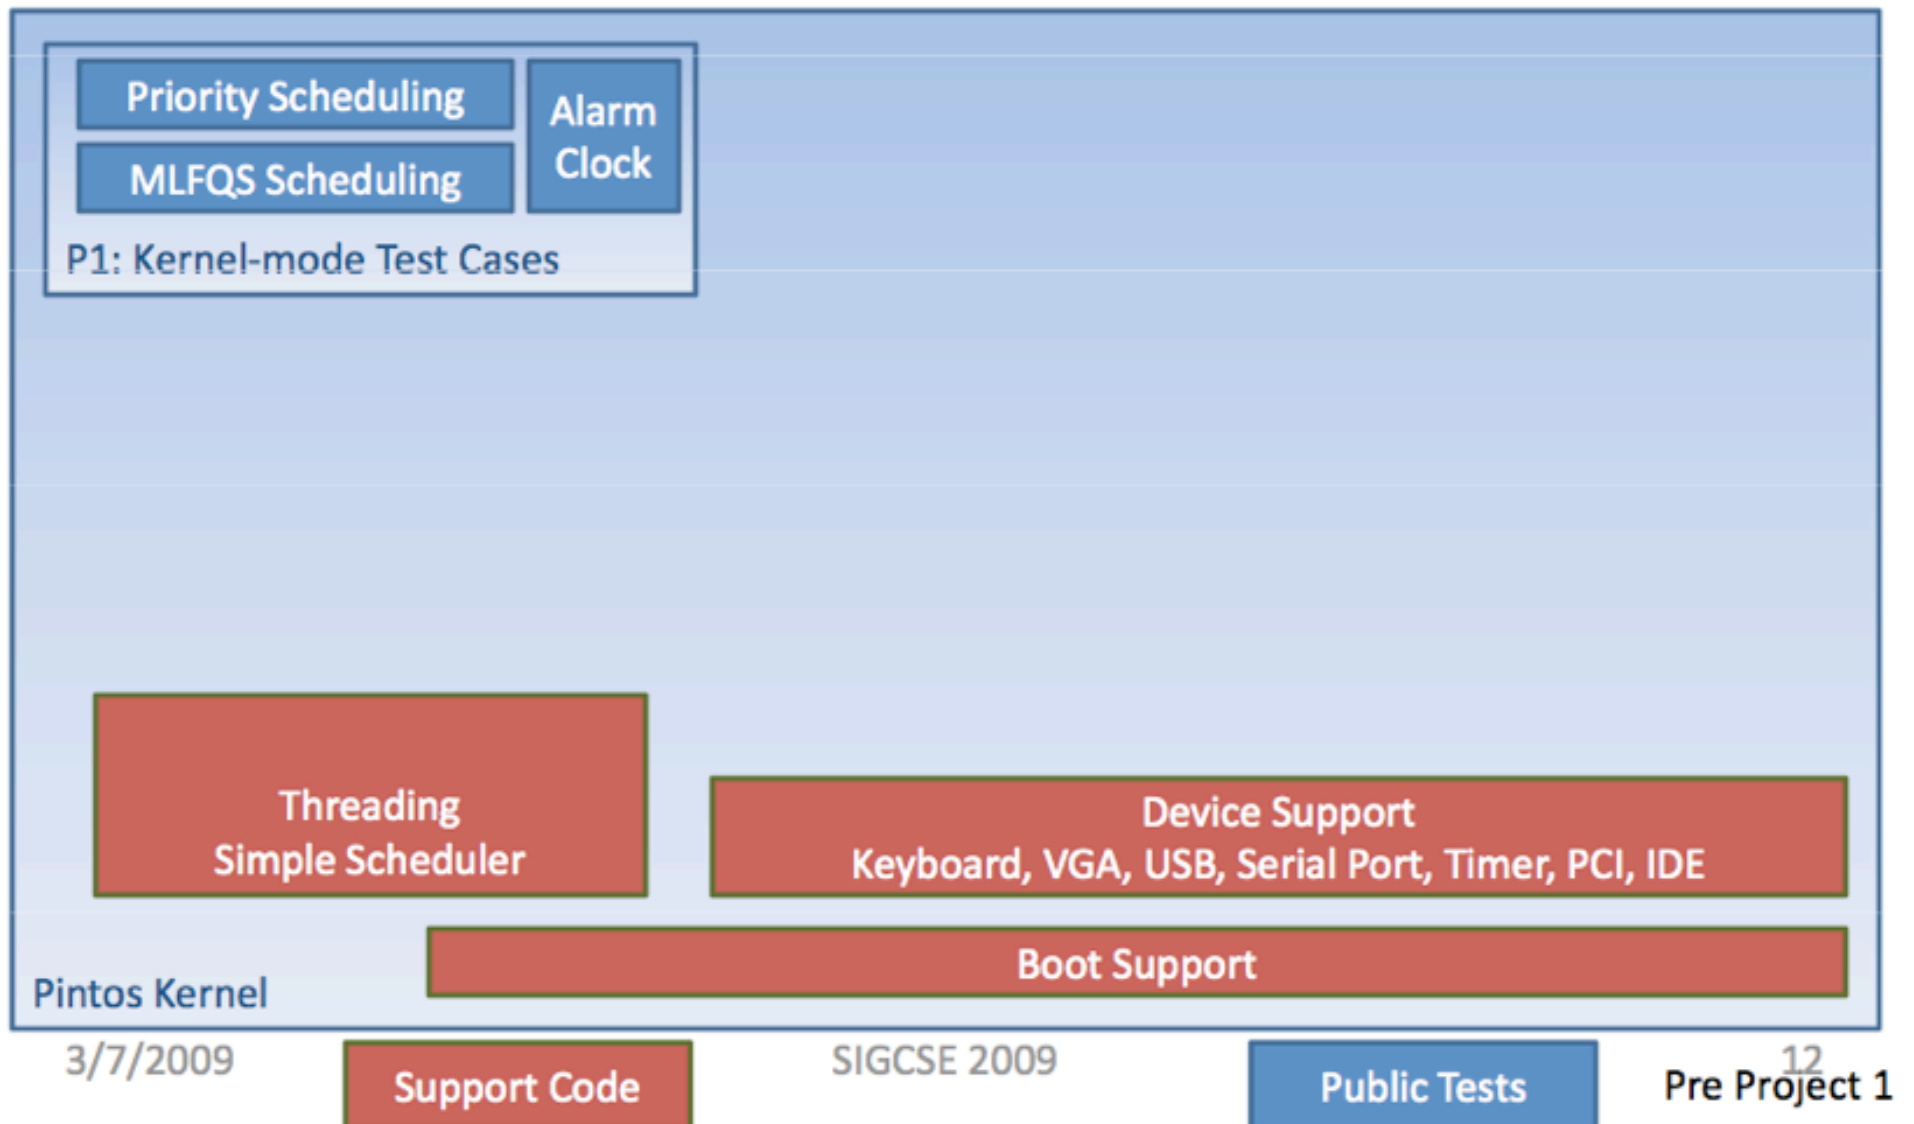 Priority Scheduling
MLFQS Scheduling
Alarm
Clock
P1: Kernel-mode Test Cases
Threading
Simple Scheduler
Device Support
Keyboard, VGA, USB, Serial Port, Timer, PCI, IDE
Boot Support
Pintos Kernel
3/7/2009
SIGCSE 2009
12
Support Code
Public Tests
Pre Project 1